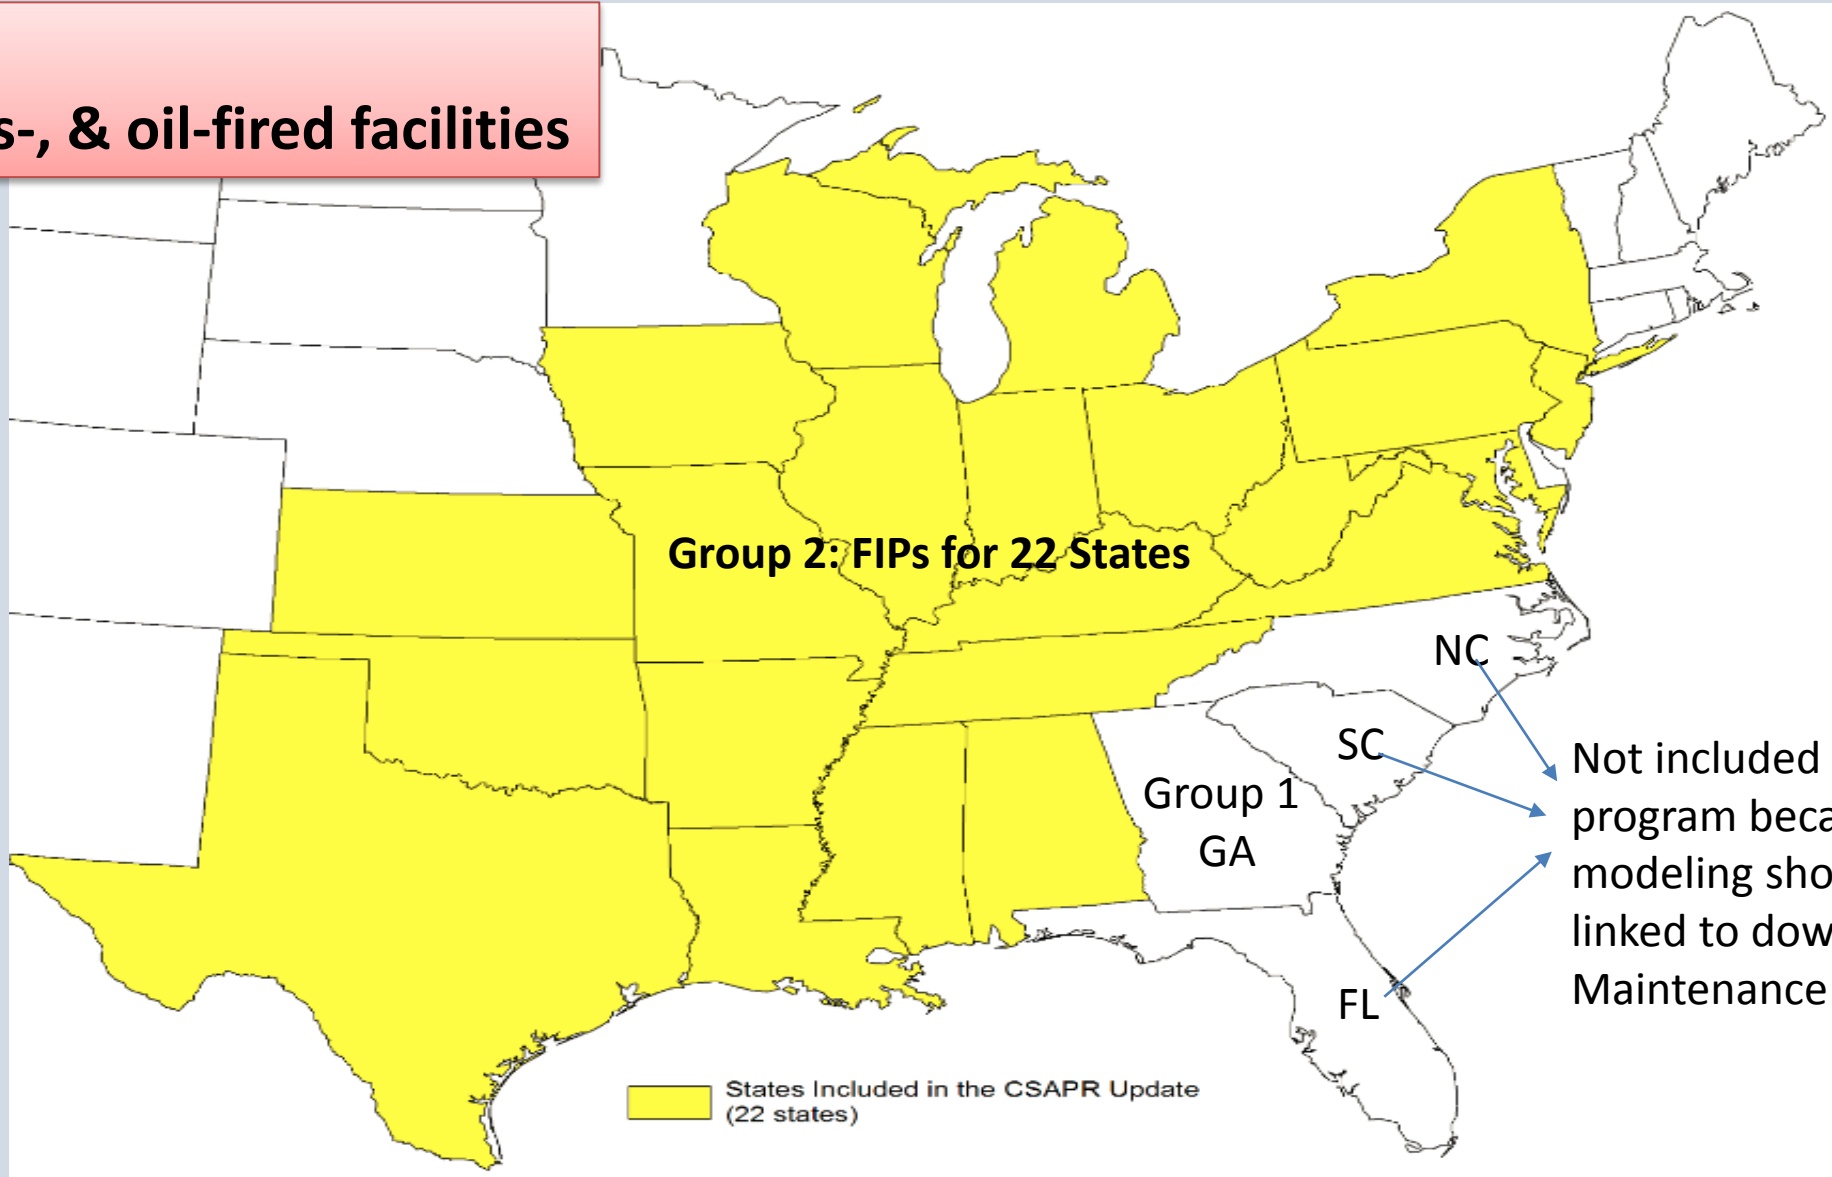 s-, & oil-fired facilities
Group 2: FIPs for 22 States
NC
SC
Group 1
GA
FL
Not included
program beca
modeling sho
linked to dow
Maintenance
States Included in the CSAPR Update
(22 states)